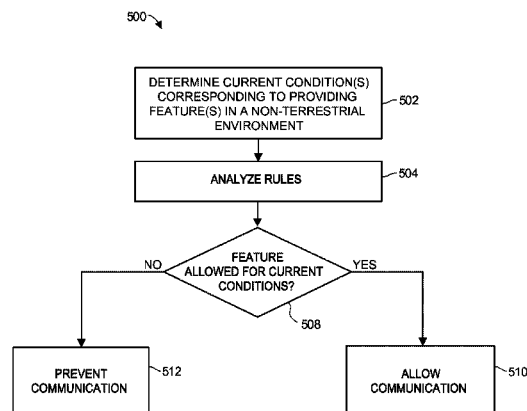 500
DETERMINE CURRENT CONDITION(S)
CORRESPONDING TO PROVIDING
FEATURE(S) IN A NON-TERRESTRIAL
ENVIRONMENT
502
ANALYZE RULES
504
FEATURE
ALLOWED FOR CURRENT
CONDITIONS?
NO
YES
508
PREVENT
COMMUNICATION
512
ALLOW
COMMUNICATION
510